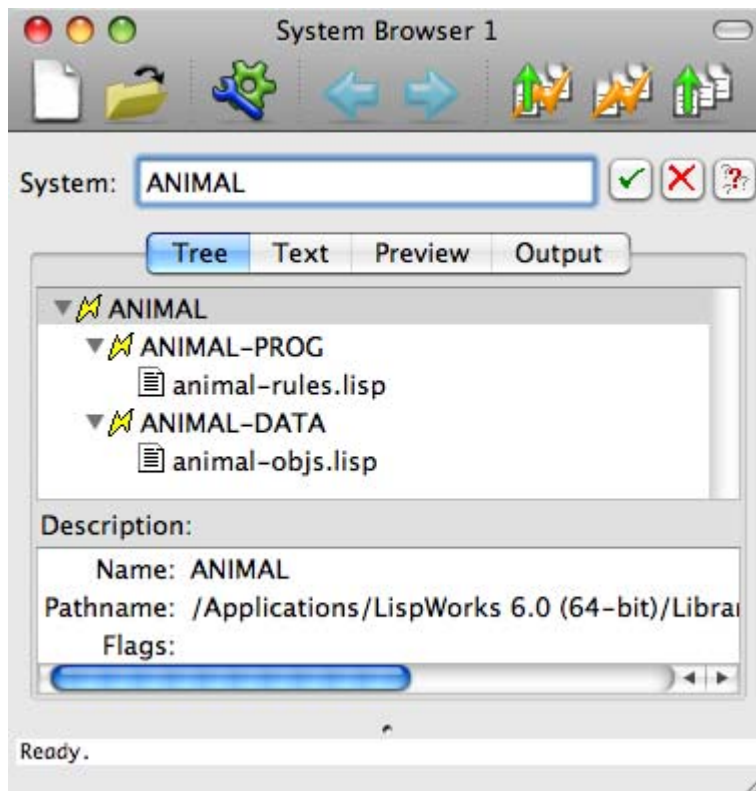 System Browser 1
System: ANIMAL
Tree Text Preview Output
ANIMAL
ANIMAL-PROG
animal-rules.lisp
ANIMAL-DATA
animal-objs.lisp
Description:
Name: ANIMAL
Pathname: /Applications/LispWorks 6.0 (64-bit)/Librar
Flags:
Ready.